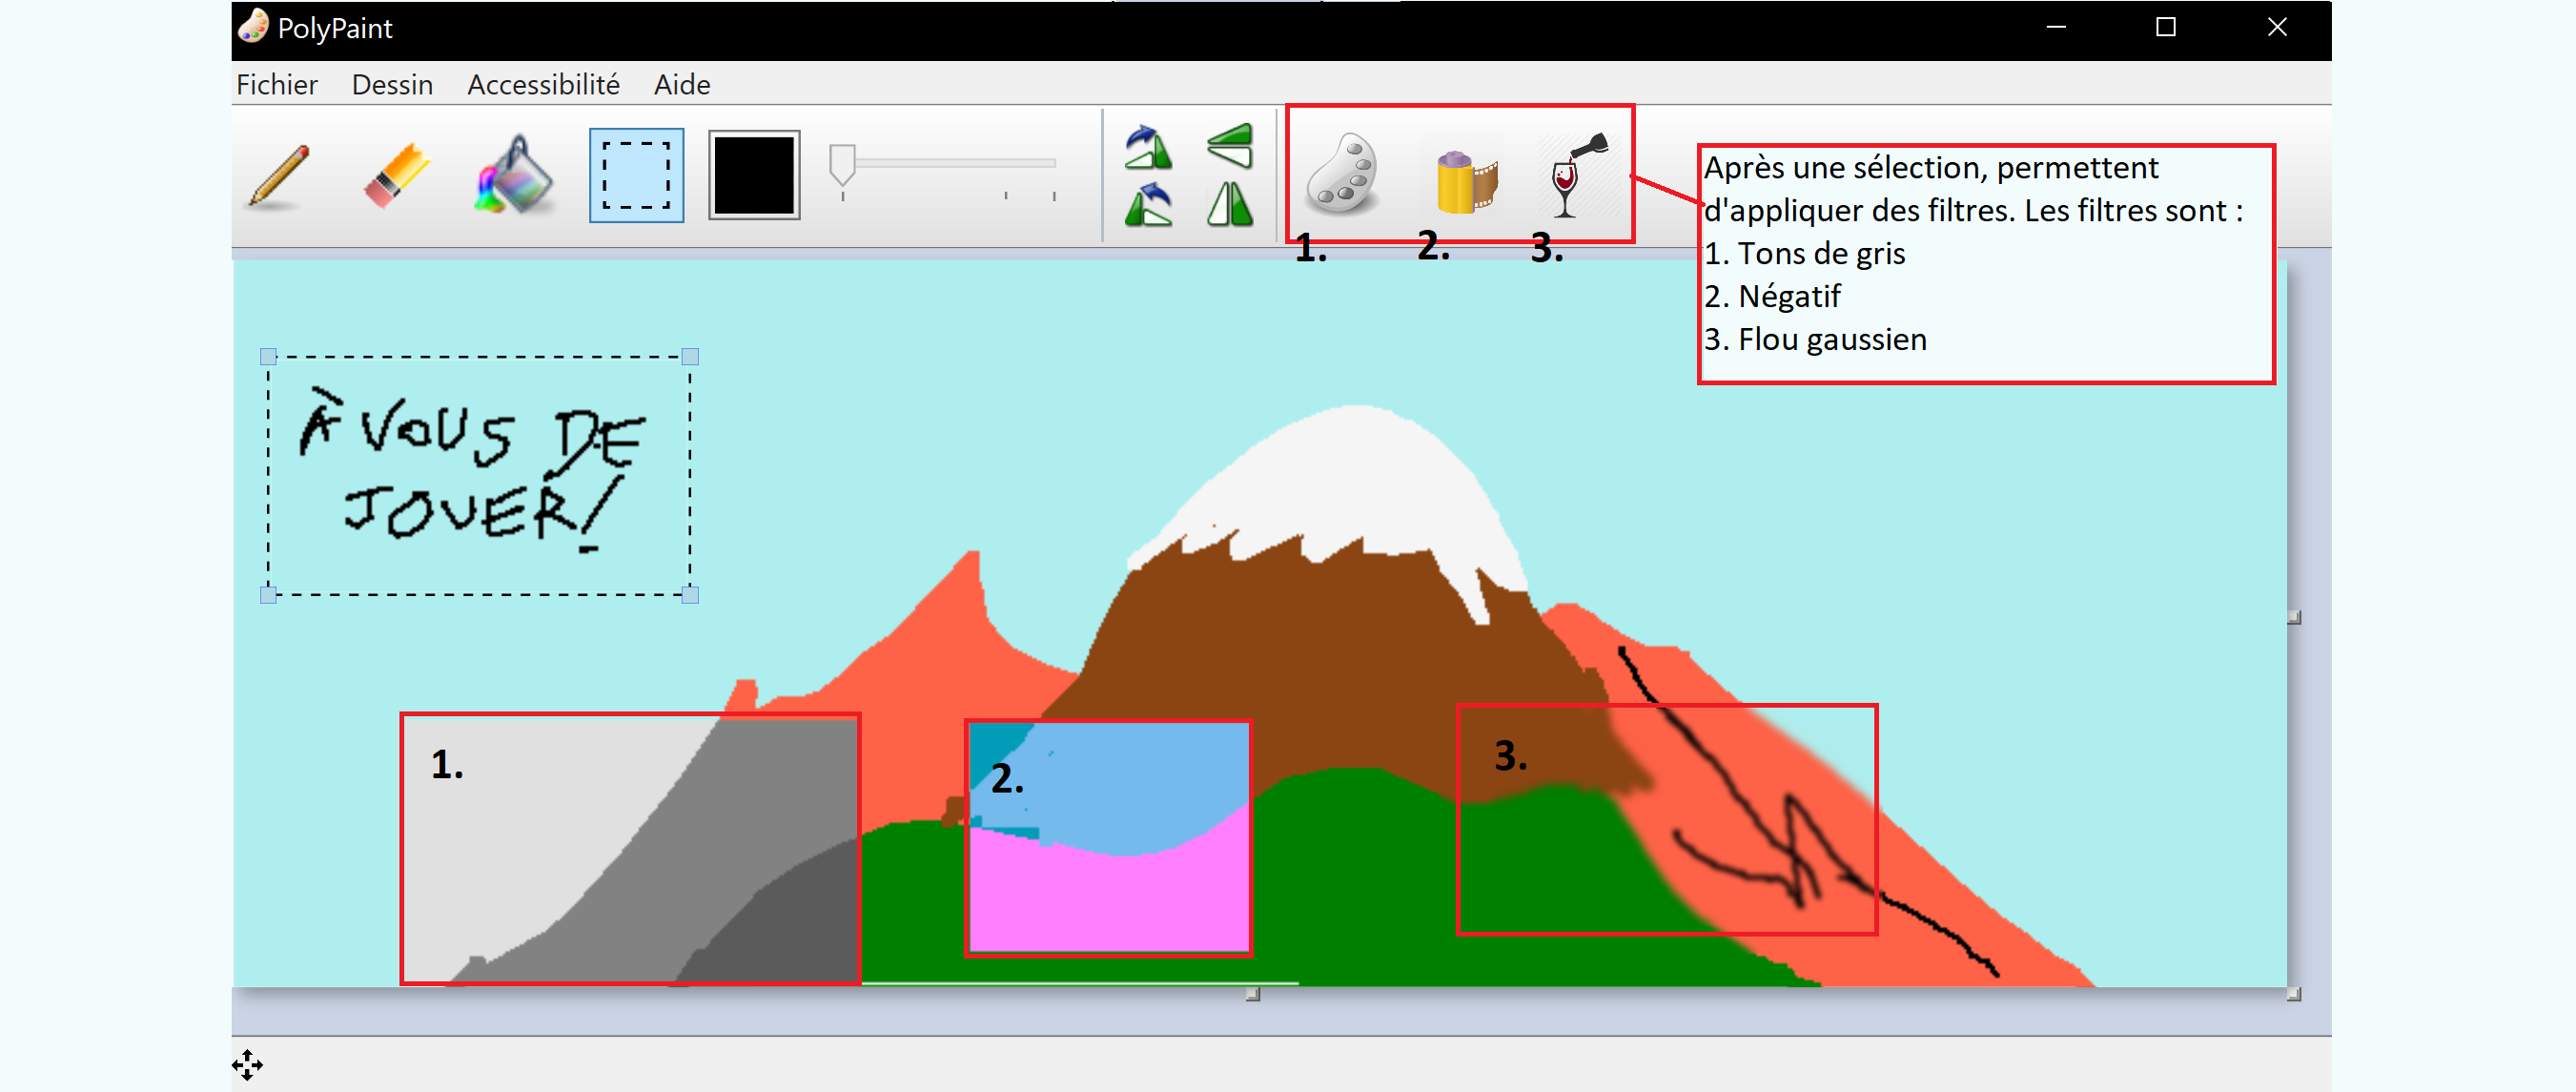 PolyPaint
Fichier Dessin Accessibilité Aide
Après une sélection, permettent
d'appliquer des filtres. Les filtres sont :
1. Tons de gris
2. Négatif
3. Flou gaussien
1. 2. 3.
À VOUS DE
JOUER!
1.
2.
3.